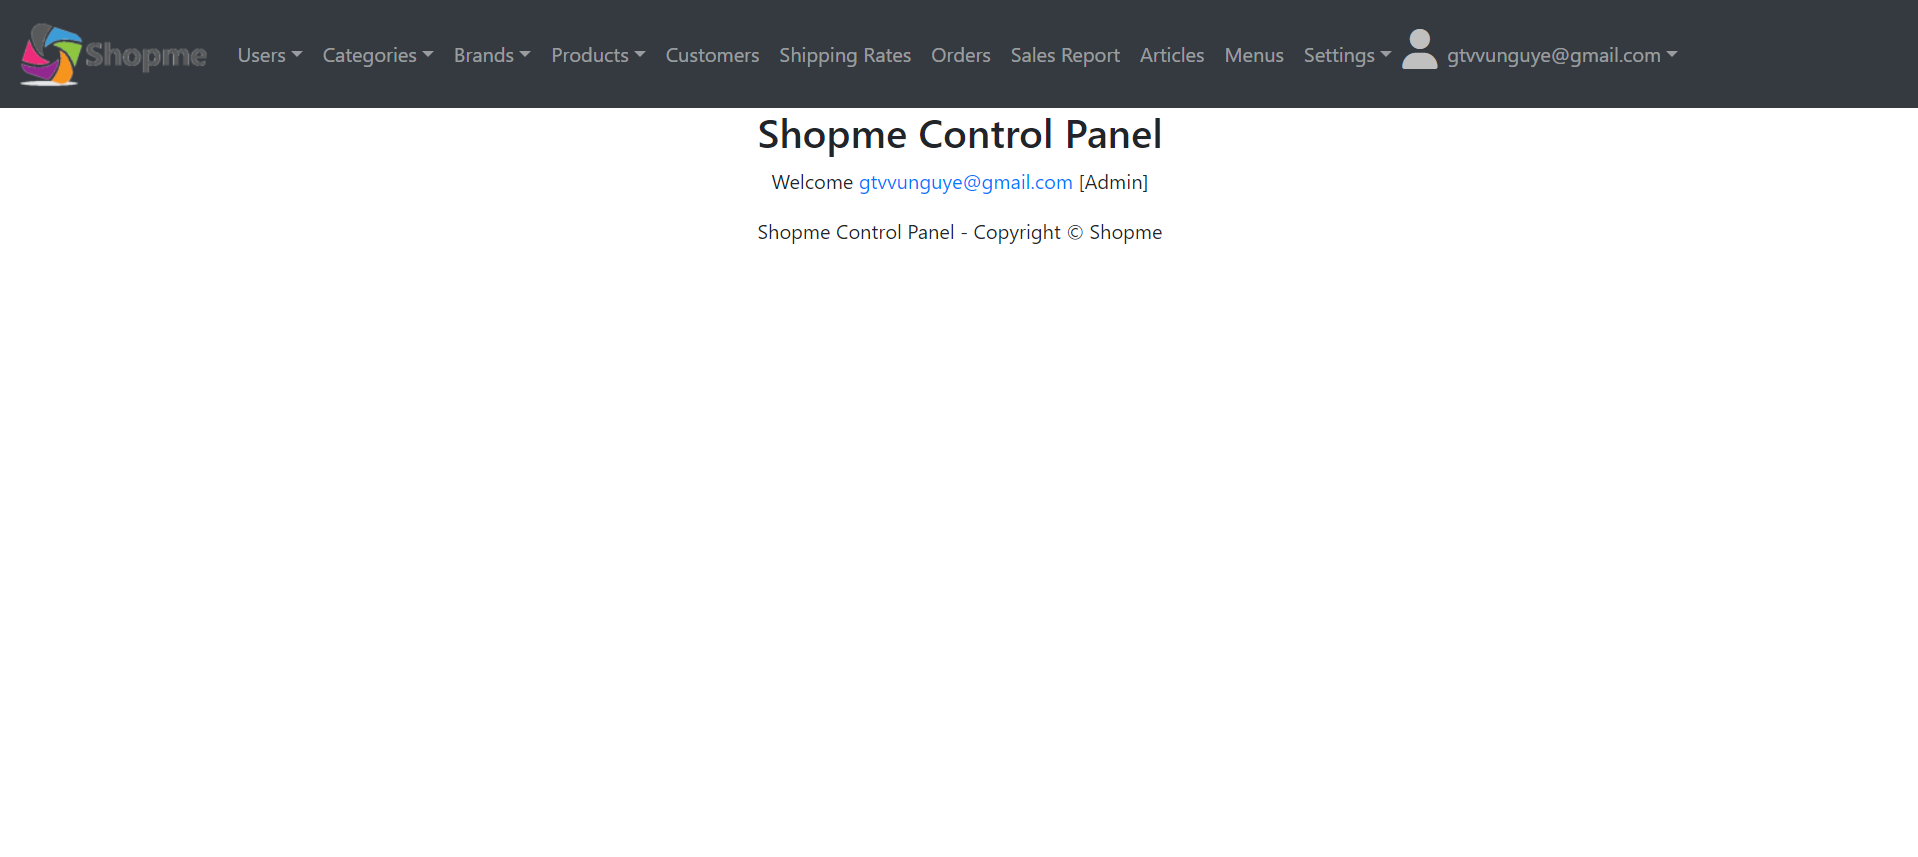 Shopme Users Categories Brands Products Customers Shipping Rates Orders Sales Report Articles Menus Settings gtvvunguye@gmail.com
Shopme Control Panel
Welcome gtvvunguye@gmail.com [Admin]
Shopme Control Panel - Copyright © Shopme